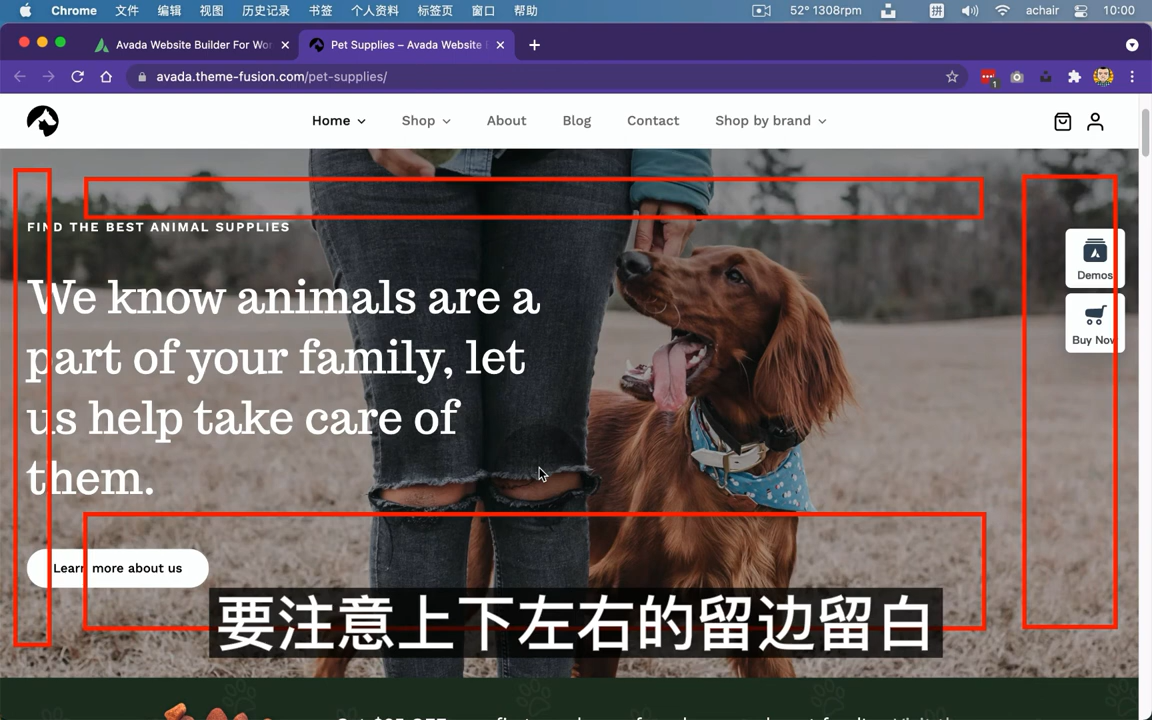 Chrome 文件 编辑 视图 历史记录 书签 个人资料 标签页 窗口 帮助 52° 1308rpm 拼 achair 10:00
Avada Website Builder For Wor Pet Supplies – Avada Website
avada.theme-fusion.com/pet-supplies/ 1
Home Shop About Blog Contact Shop by brand
FIND THE BEST ANIMAL SUPPLIES
We know animals are a
part of your family, let
us help take care of
them.
Demos
Buy Now
Learn more about us
要注意上下左右的留边留白